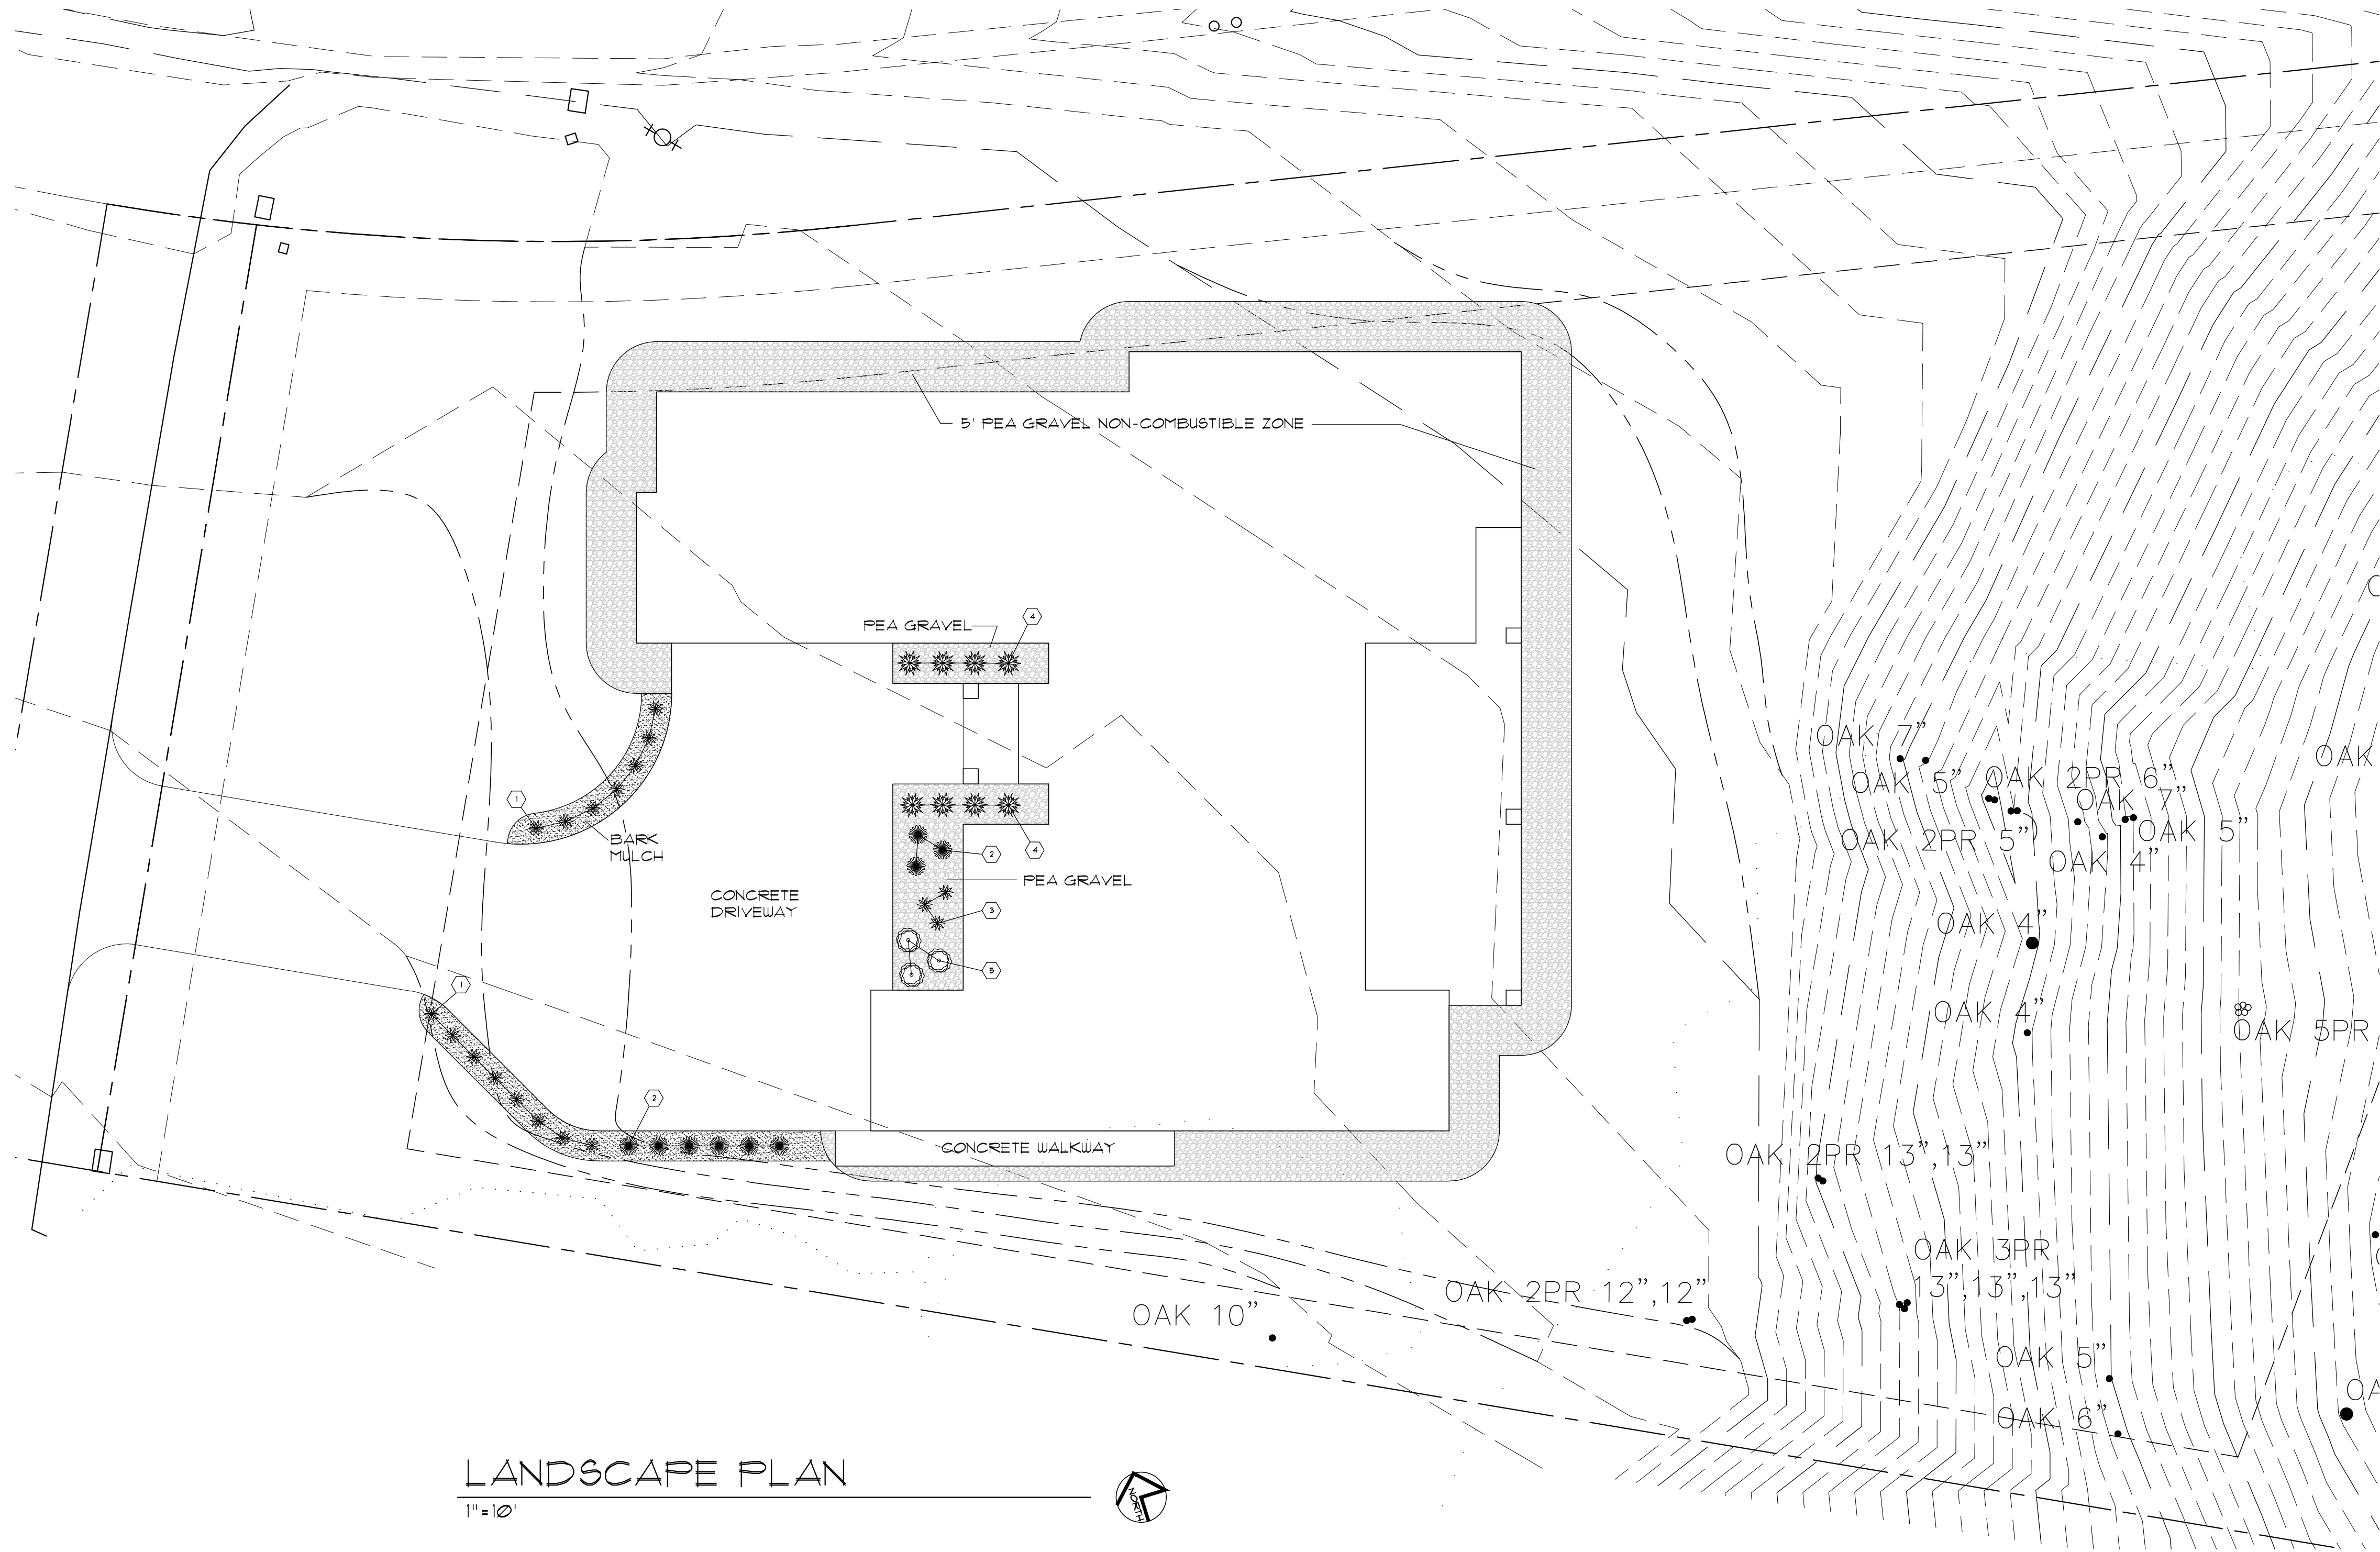 5' PEA GRAVEL NON-COMBUSTIBLE ZONE
PEA GRAVEL
4
OAK 7"
OAK 5"
OAK 2PR 6"
OAK 7"
OAK
OAK 2PR 5"
OAK 5"
OAK 4"
1
BARK
MULCH
2
4
PEA GRAVEL
CONCRETE
DRIVEWAY
3
OAK 4"
5
1
OAK 4"
OAK 5PR
2
CONCRETE WALKWAY
OAK 2PR 13",13"
OAK 3PR
13",13",13"
OAK 2PR 12",12"
OAK 10"
OAK 5"
OAK 6"
LANDSCAPE PLAN
1"=10'
NORTH